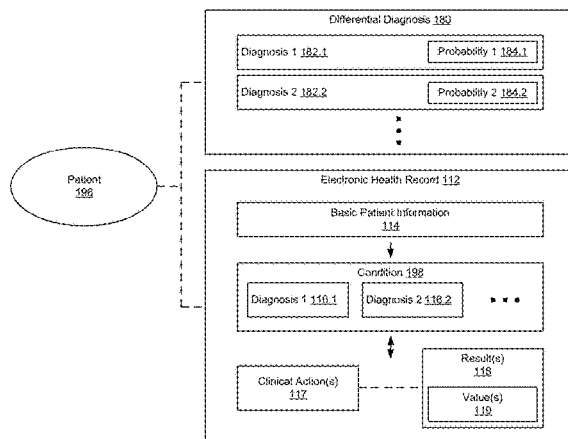 Differential Diagnosis 180
Diagnosis 1 182.1
Probability 1 184.1
Diagnosis 2 182.2
Probability 2 184.2
Patient
196
Electronic Health Record 112
Basic Patient Information
114
Condition 198
Diagnosis 1 116.1
Diagnosis 2 116.2
Clinical Action(s)
117
Result(s)
118
Value(s)
119